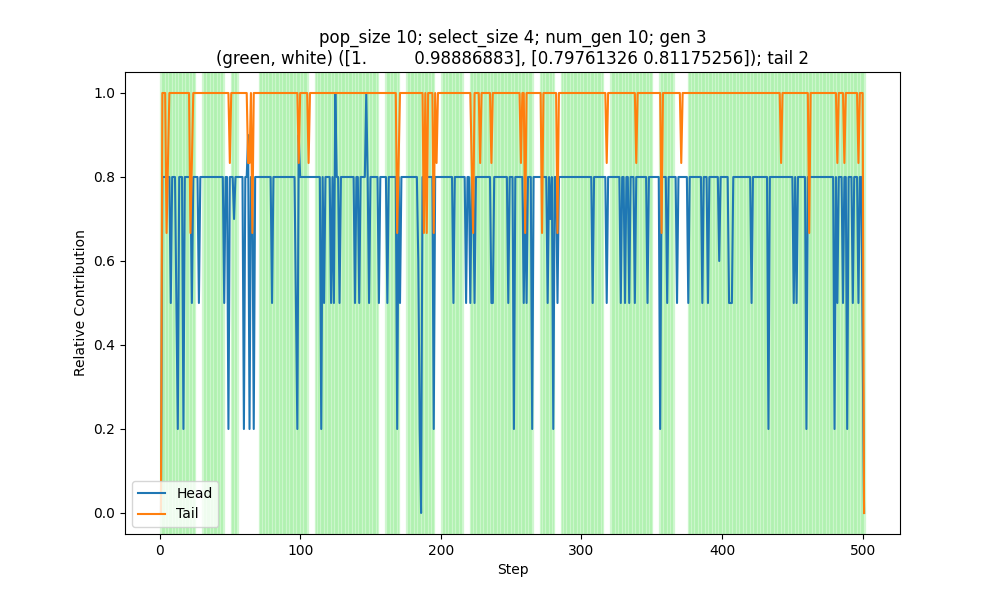 pop_size 10; select_size 4; num_gen 10; gen 3
(green, white) ([1.         0.98886883], [0.79761326 0.81175256]); tail 2
1.0
0.8
0.6
0.4
0.2
0.0
Relative Contribution
Head
Tail
0
100
200
300
400
500
Step